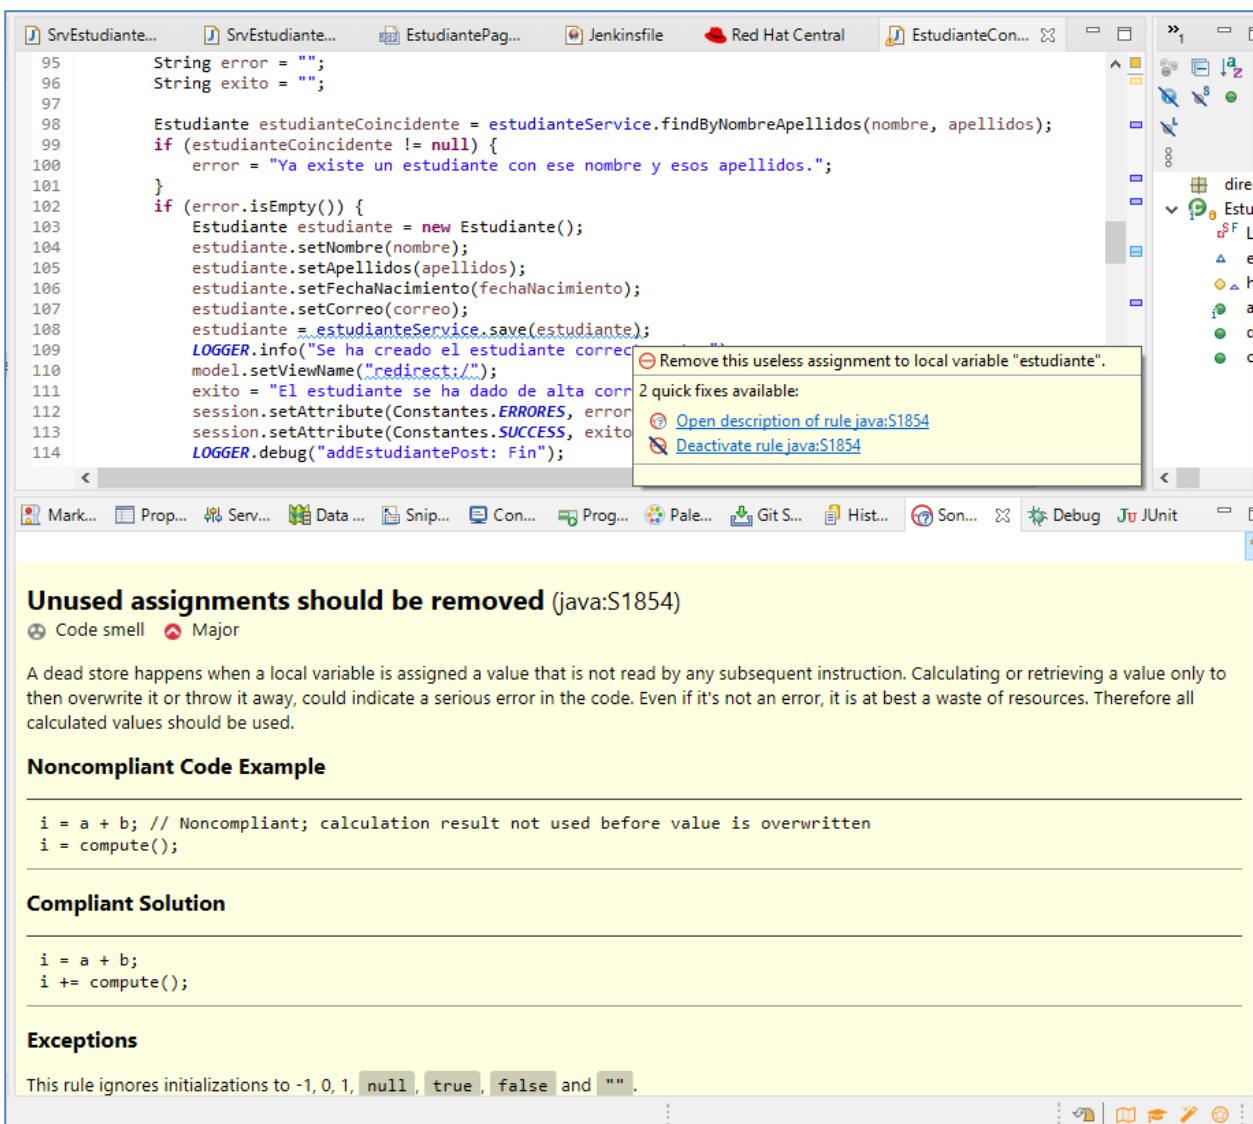 SrvEstudiante... SrvEstudiante... EstudiantePag... Jenkinsfile Red Hat Central EstudianteCon... »1
95 String error = "";
96 String exito = "";
97
98 Estudiante estudianteCoincidente = estudianteService.findByNombreApellidos(nombre, apellidos);
99 if (estudianteCoincidente != null) {
100 error = "Ya existe un estudiante con ese nombre y esos apellidos.";
101 }
102 if (error.isEmpty()) {
103 Estudiante estudiante = new Estudiante();
104 estudiante.setNombre(nombre);
105 estudiante.setApellidos(apellidos);
106 estudiante.setFechaNacimiento(fechaNacimiento);
107 estudiante.setCorreo(correo);
108 estudiante = estudianteService.save(estudiante);
109 LOGGER.info("Se ha creado el estudiante
110 model.setViewName("redirect:/");
111 exito = "El estudiante se ha dado de alta corr
112 session.setAttribute(Constantes.ERRORES, error
113 session.setAttribute(Constantes.SUCCESS, exito
114 LOGGER.debug("addEstudiantePost: Fin");
Remove this useless assignment to local variable "estudiante".
2 quick fixes available:
Open description of rule java:S1854
Deactivate rule java:S1854
dire
Estu
L
e
h
a
Mark... Prop... Serv... Data ... Snip... Con... Prog... Pale... Git S... Hist... Son... Debug JUnit
Unused assignments should be removed (java:S1854)
Code smell Major
A dead store happens when a local variable is assigned a value that is not read by any subsequent instruction. Calculating or retrieving a value only to
then overwrite it or throw it away, could indicate a serious error in the code. Even if it's not an error, it is at best a waste of resources. Therefore all
calculated values should be used.
Noncompliant Code Example
i = a + b; // Noncompliant; calculation result not used before value is overwritten
i = compute();
Compliant Solution
i = a + b;
i += compute();
Exceptions
This rule ignores initializations to -1, 0, 1, null, true, false and "".